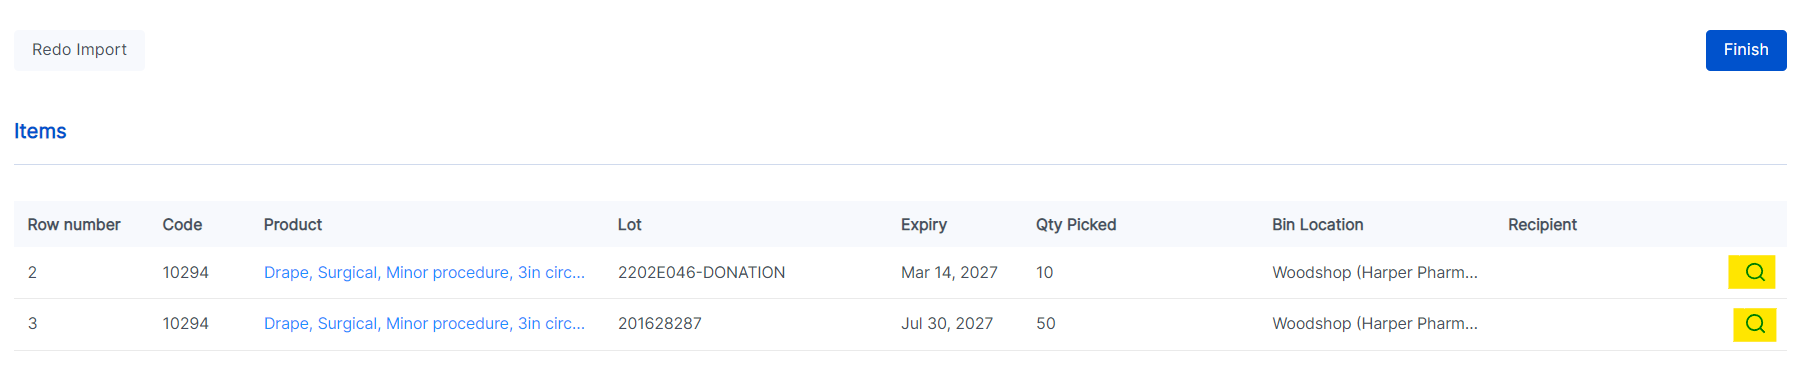 Redo Import Finish
Items
Row number Code Product Lot Expiry Qty Picked Bin Location Recipient
2 10294 Drape, Surgical, Minor procedure, 3in circ... 2202E046-DONATION Mar 14, 2027 10 Woodshop (Harper Pharm...
3 10294 Drape, Surgical, Minor procedure, 3in circ... 201628287 Jul 30, 2027 50 Woodshop (Harper Pharm...